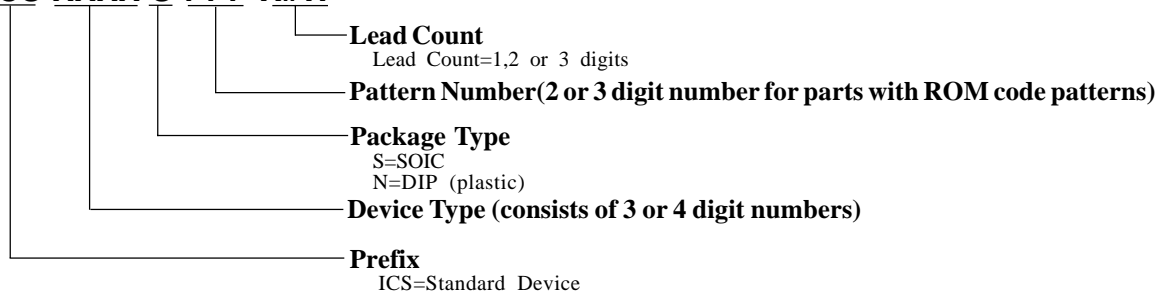 Lead Count
Lead Count=1,2 or 3 digits
Pattern Number(2 or 3 digit number for parts with ROM code patterns)
Package Type
S=SOIC
N=DIP (plastic)
Device Type (consists of 3 or 4 digit numbers)
Prefix
ICS=Standard Device